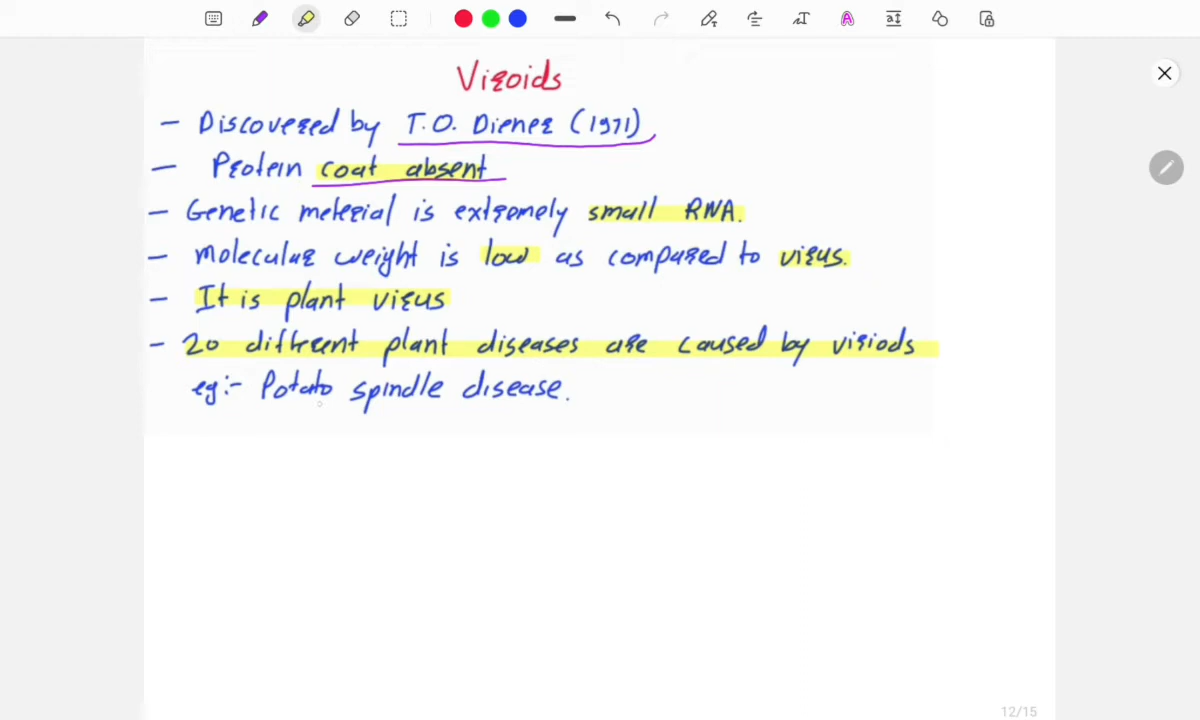 Viroids
- Discovered by T.O. Diener (1971)
- Protein coat absent
- Genetic meterial is extremely small RNA.
- Molecular weight is low as compared to virus.
- It is plant virus
- 20 different plant diseases are caused by viriods
eg:- Potato spindle disease.
12/15